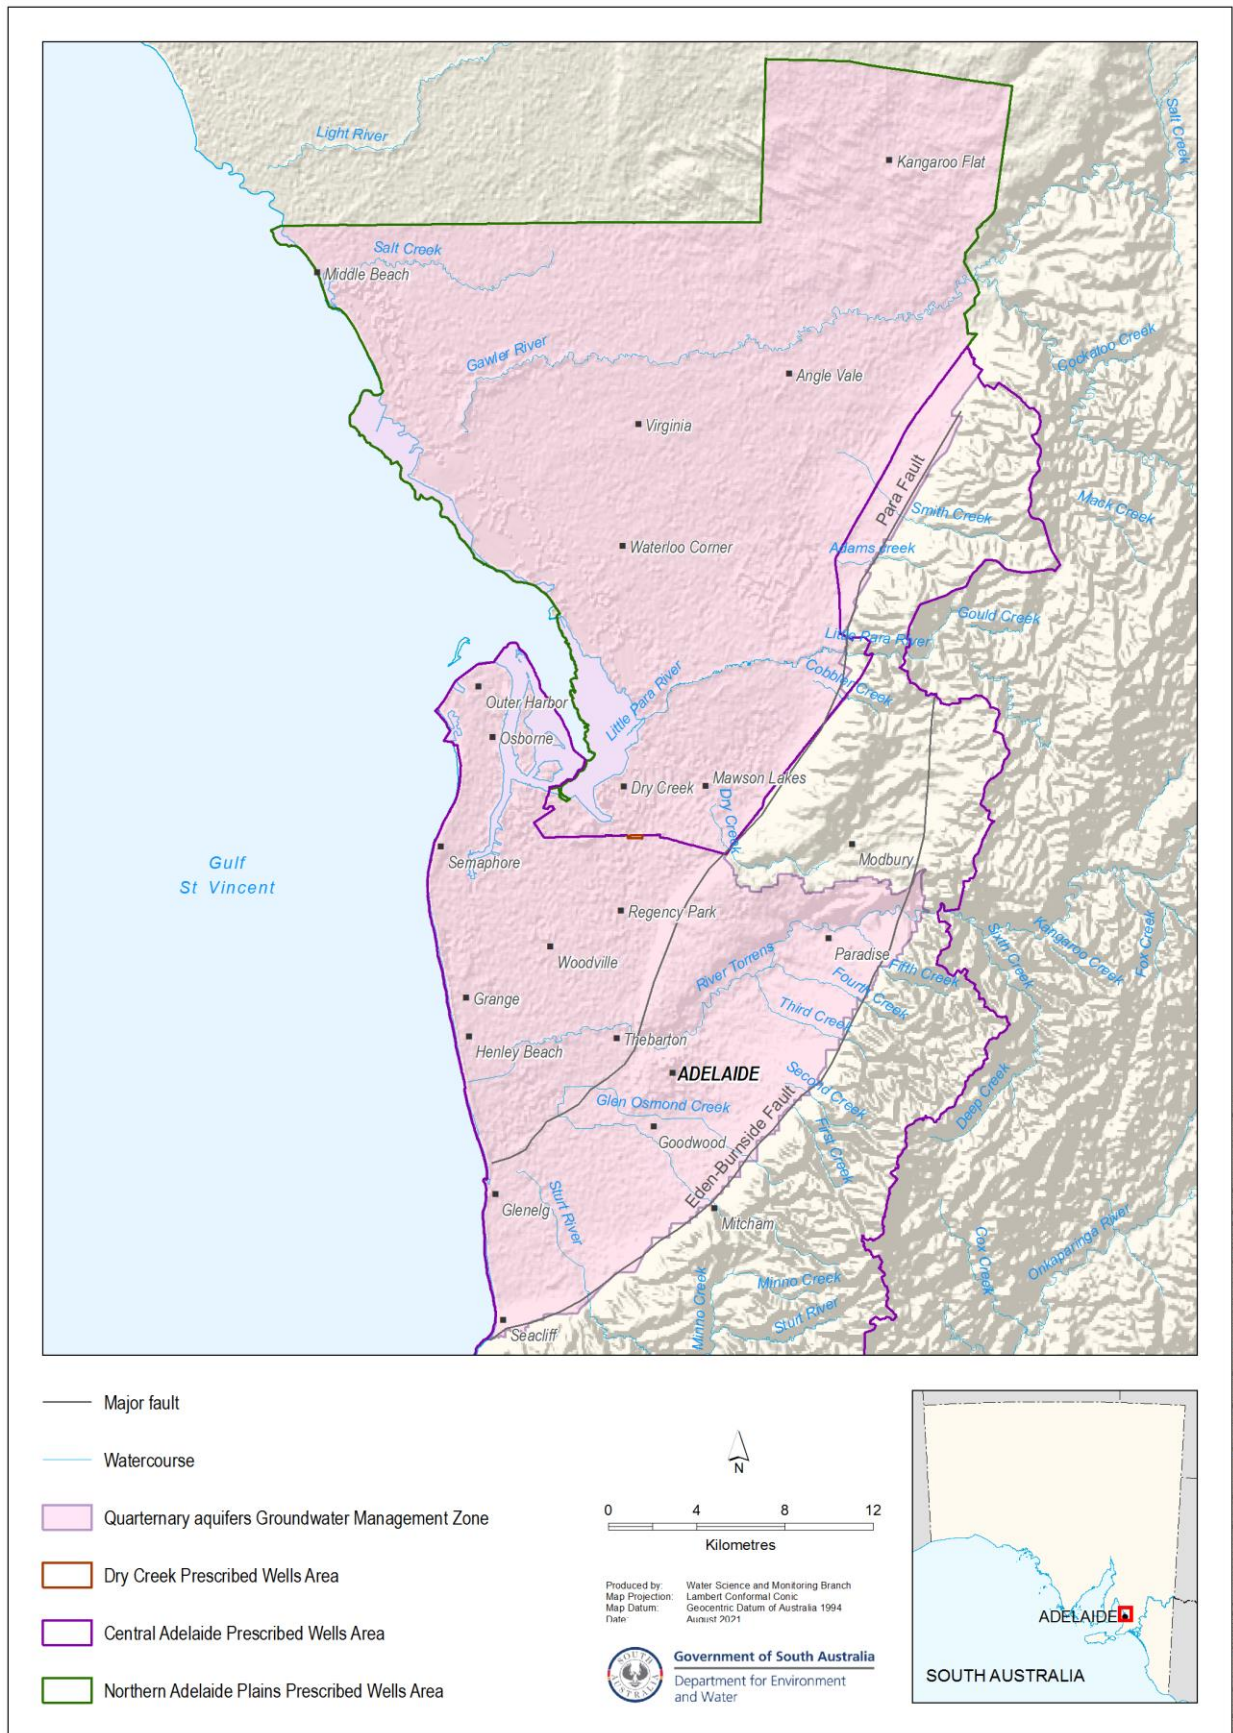 Light River
Salt Creek
Kangaroo Flat
Salt Creek
Middle Beach
Gawler River
Cockatoo Creek
Angle Vale
Virginia
Para Fault
Mack Creek
Smith Creek
Waterloo Corner
Adams creek
Gould Creek
Little Para River
Cobbler Creek
Little Para River
Outer Harbor
Osborne
Dry Creek
Mawson Lakes
Dry Creek
Semaphore
Modbury
Gulf
St Vincent
Regency Park
Woodville
River Torrens
Paradise
Fifth Creek
Sixth Creek
Kangaroo Creek
Fox Creek
Fourth Creek
Third Creek
Grange
Henley Beach
Thebarton
ADELAIDE
Second Creek
Glen Osmond Creek
First Creek
Deep Creek
Goodwood
Eden-Burnside Fault
Glenelg
Sturt River
Mitcham
Cox Creek
Onkaparinga River
Minno Creek
Minno Creek
Sturt River
Seacliff
Major fault
Watercourse
Quarternary aquifers Groundwater Management Zone
Dry Creek Prescribed Wells Area
Central Adelaide Prescribed Wells Area
Northern Adelaide Plains Prescribed Wells Area
N
0 4 8 12
Kilometres
Produced by: Water Science and Monitoring Branch
Map Projection: Lambert Conformal Conic
Map Datum: Geocentric Datum of Australia 1994
Date: August 2021
SOUTH AUSTRALIA
Government of South Australia
Department for Environment
and Water
ADELAIDE
SOUTH AUSTRALIA